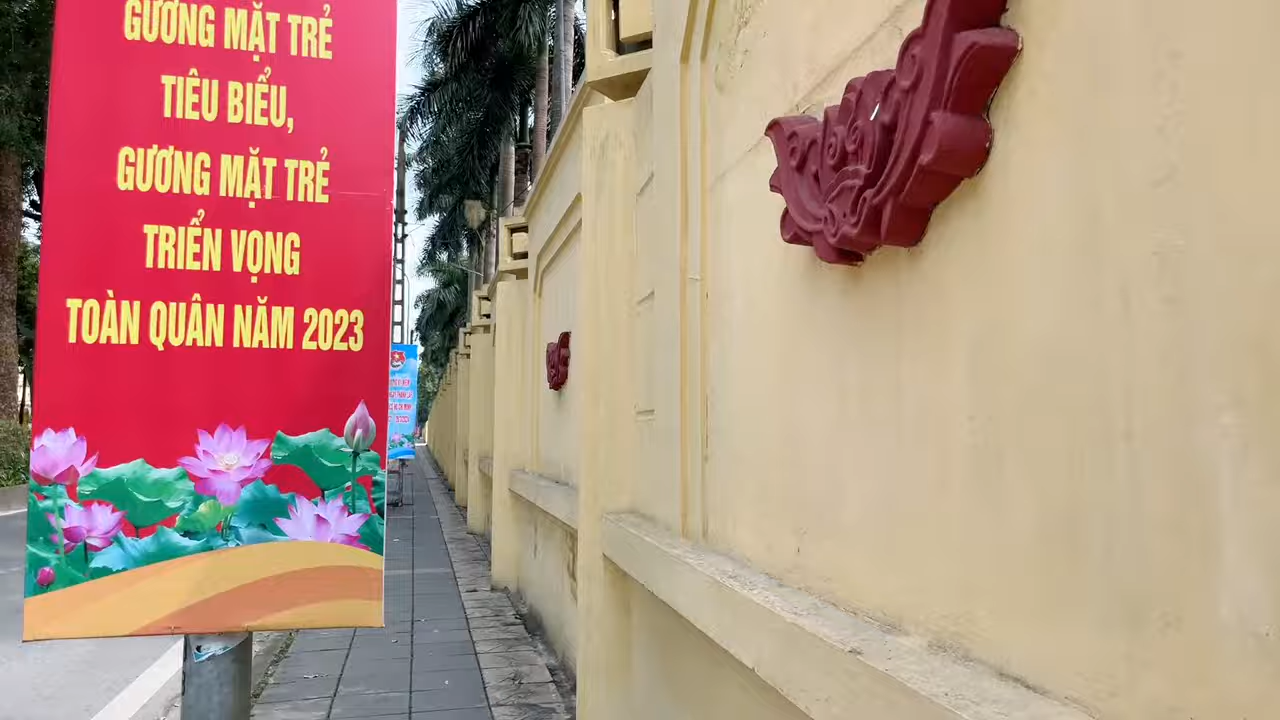 GƯƠNG MẶT TRẺ
TIÊU BIỂU,
GƯƠNG MẶT TRẺ
TRIỂN VỌNG
TOÀN QUÂN NĂM 2023